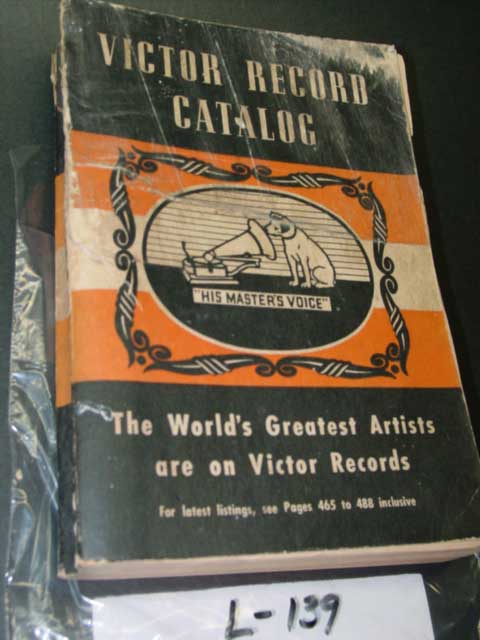 VICTOR RECORD
CATALOG
"HIS MASTER'S VOICE"
The World's Greatest Artists
are on Victor Records
For latest listings, see Pages 465 to 488 inclusive
L-139